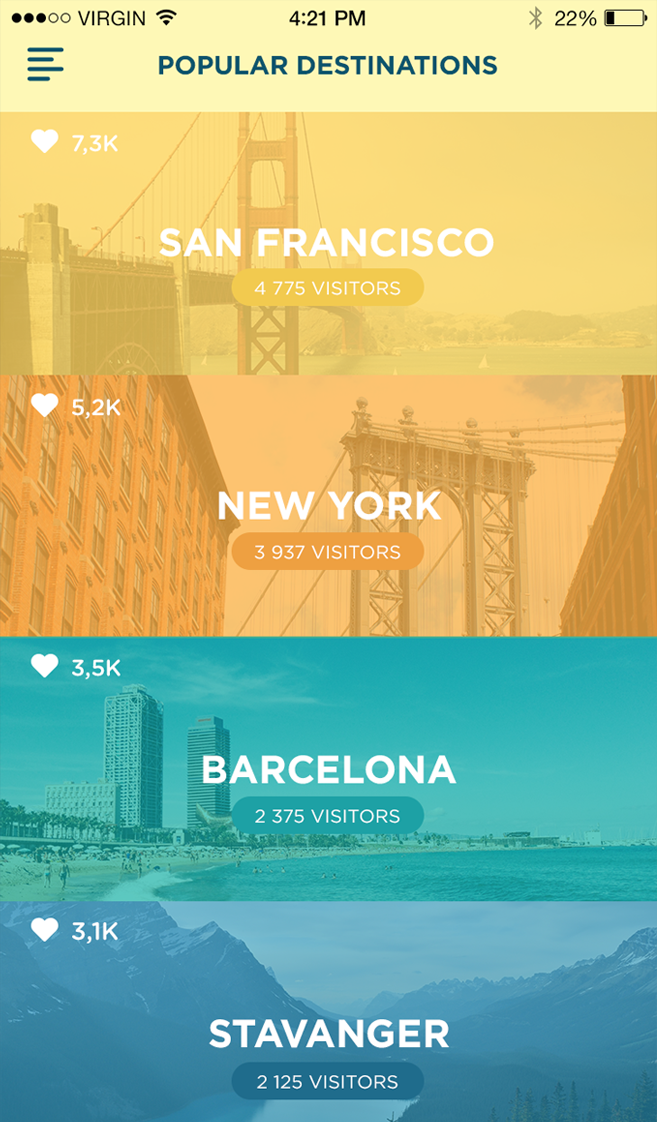 VIRGIN 4:21 PM 22%
POPULAR DESTINATIONS
7,3K
SAN FRANCISCO
4 775 VISITORS
5,2K
NEW YORK
3 937 VISITORS
3,5K
BARCELONA
2 375 VISITORS
3,1K
STAVANGER
2 125 VISITORS